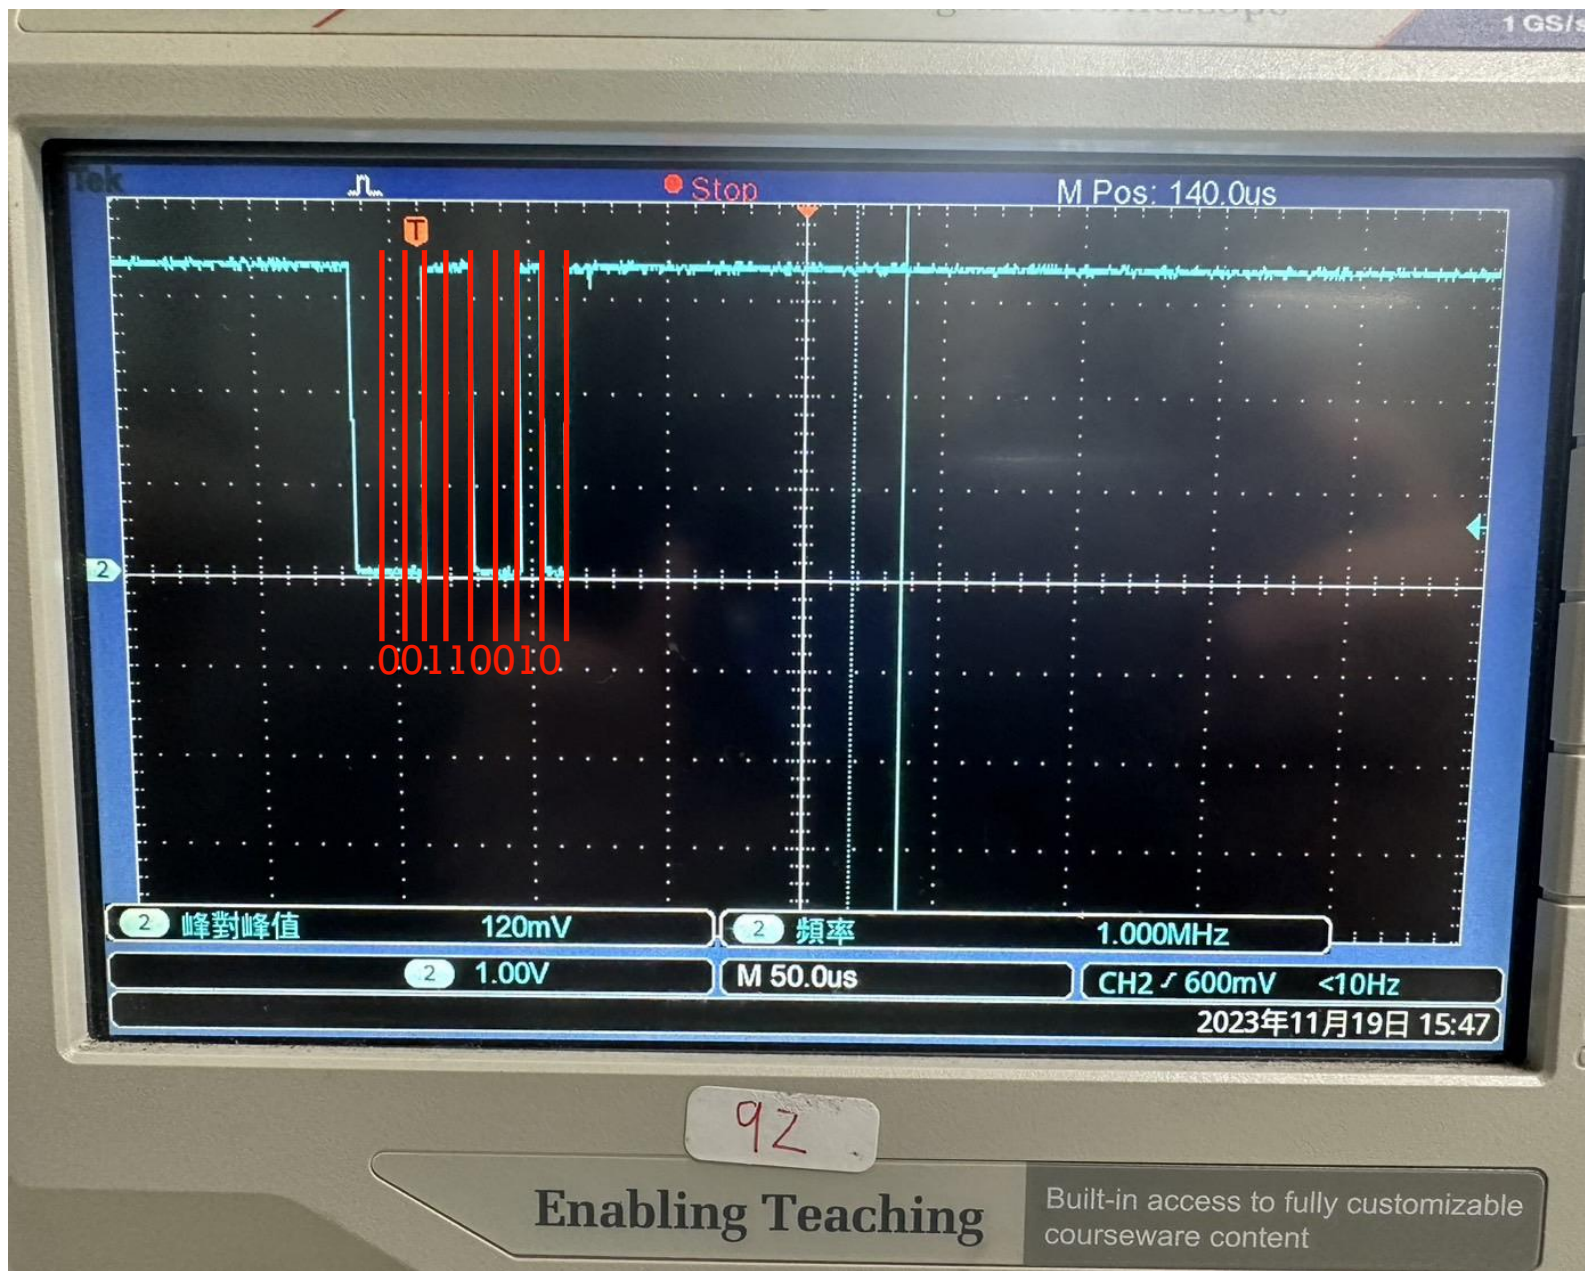 1 GS/s
Tek
Stop
M Pos: 140.0us
T
2
00110010
2 峰對峰值 120mV
2 頻率 1.000MHz
2 1.00V
M 50.0us
CH2 600mV <10Hz
2023年11月19日 15:47
92
Enabling Teaching
Built-in access to fully customizable
courseware content